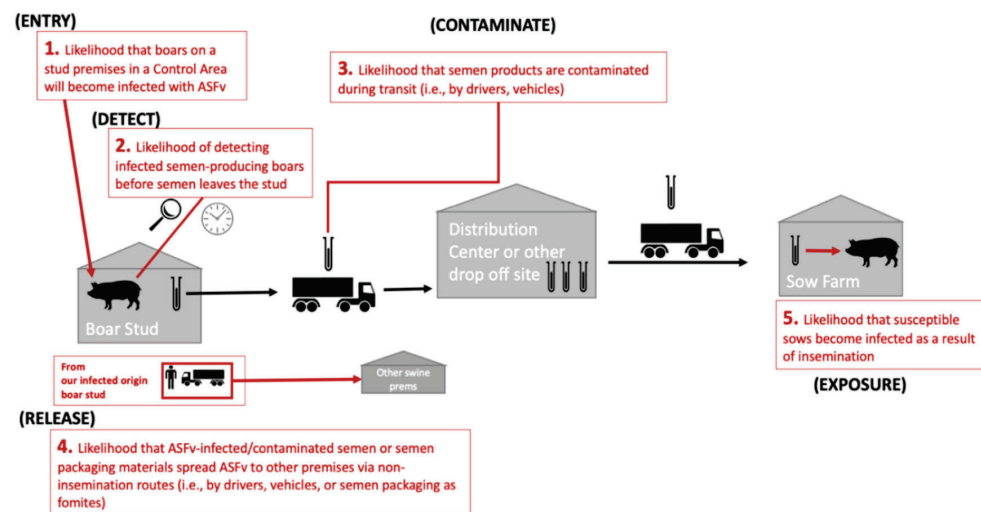 (ENTRY)
1. Likelihood that boars on a
stud premises in a Control Area
will become infected with ASFv
(DETECT)
2. Likelihood of detecting
infected semen-producing boars
before semen leaves the stud
(CONTAMINATE)
3. Likelihood that semen products are contaminated
during transit (i.e., by drivers, vehicles)
Boar Stud
Distribution
Center or other
drop off site
Sow Farm
5. Likelihood that susceptible
sows become infected as a result
of insemination
(EXPOSURE)
From
our infected origin
boar stud
Other swine
prems
(RELEASE)
4. Likelihood that ASFv-infected/contaminated semen or semen
packaging materials spread ASFv to other premises via non-
insemination routes (i.e., by drivers, vehicles, or semen packaging as
fomites)